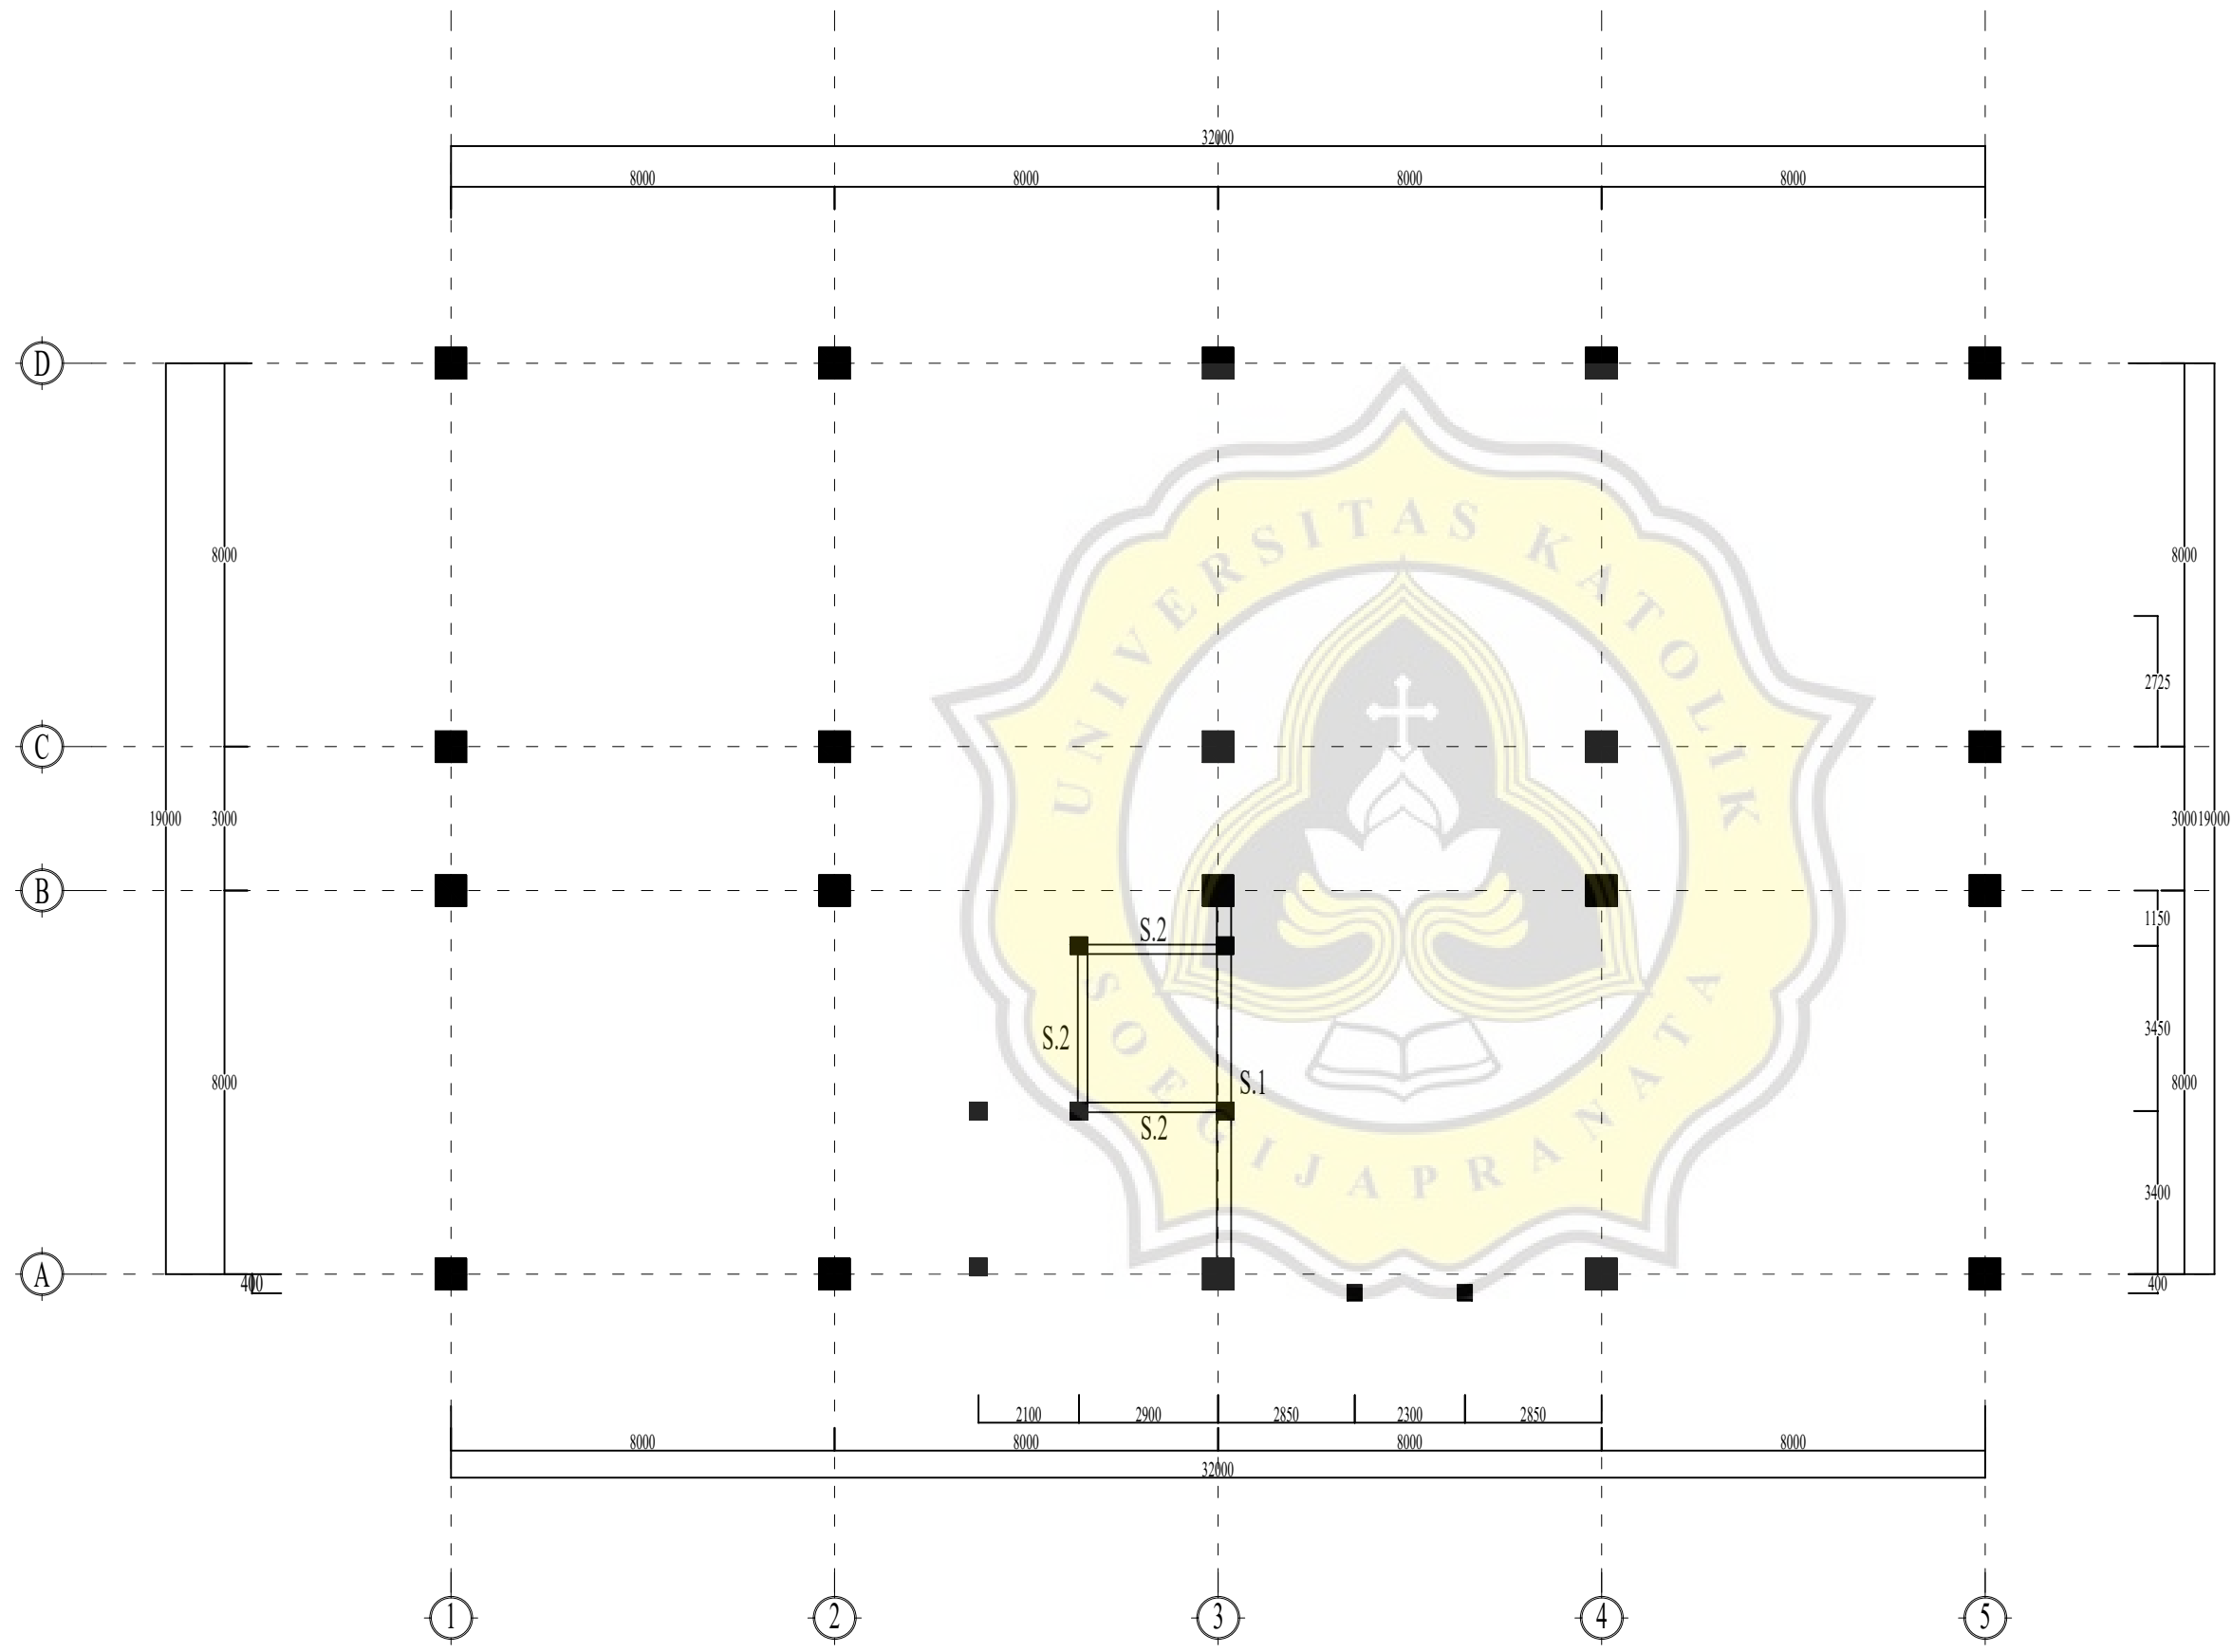 32000
8000 8000 8000 8000
D
UNIVERSITAS KATOLIK
8000 8000
2725
C
19000 3000 3000 19000
B
1150
S.2
3450
S.2
S.1
8000 8000
S.2
SOEGIJAPRANATA
3400
A
400 400
2100 2900 2850 2300 2850
8000 8000 8000 8000
32000
1 2 3 4 5